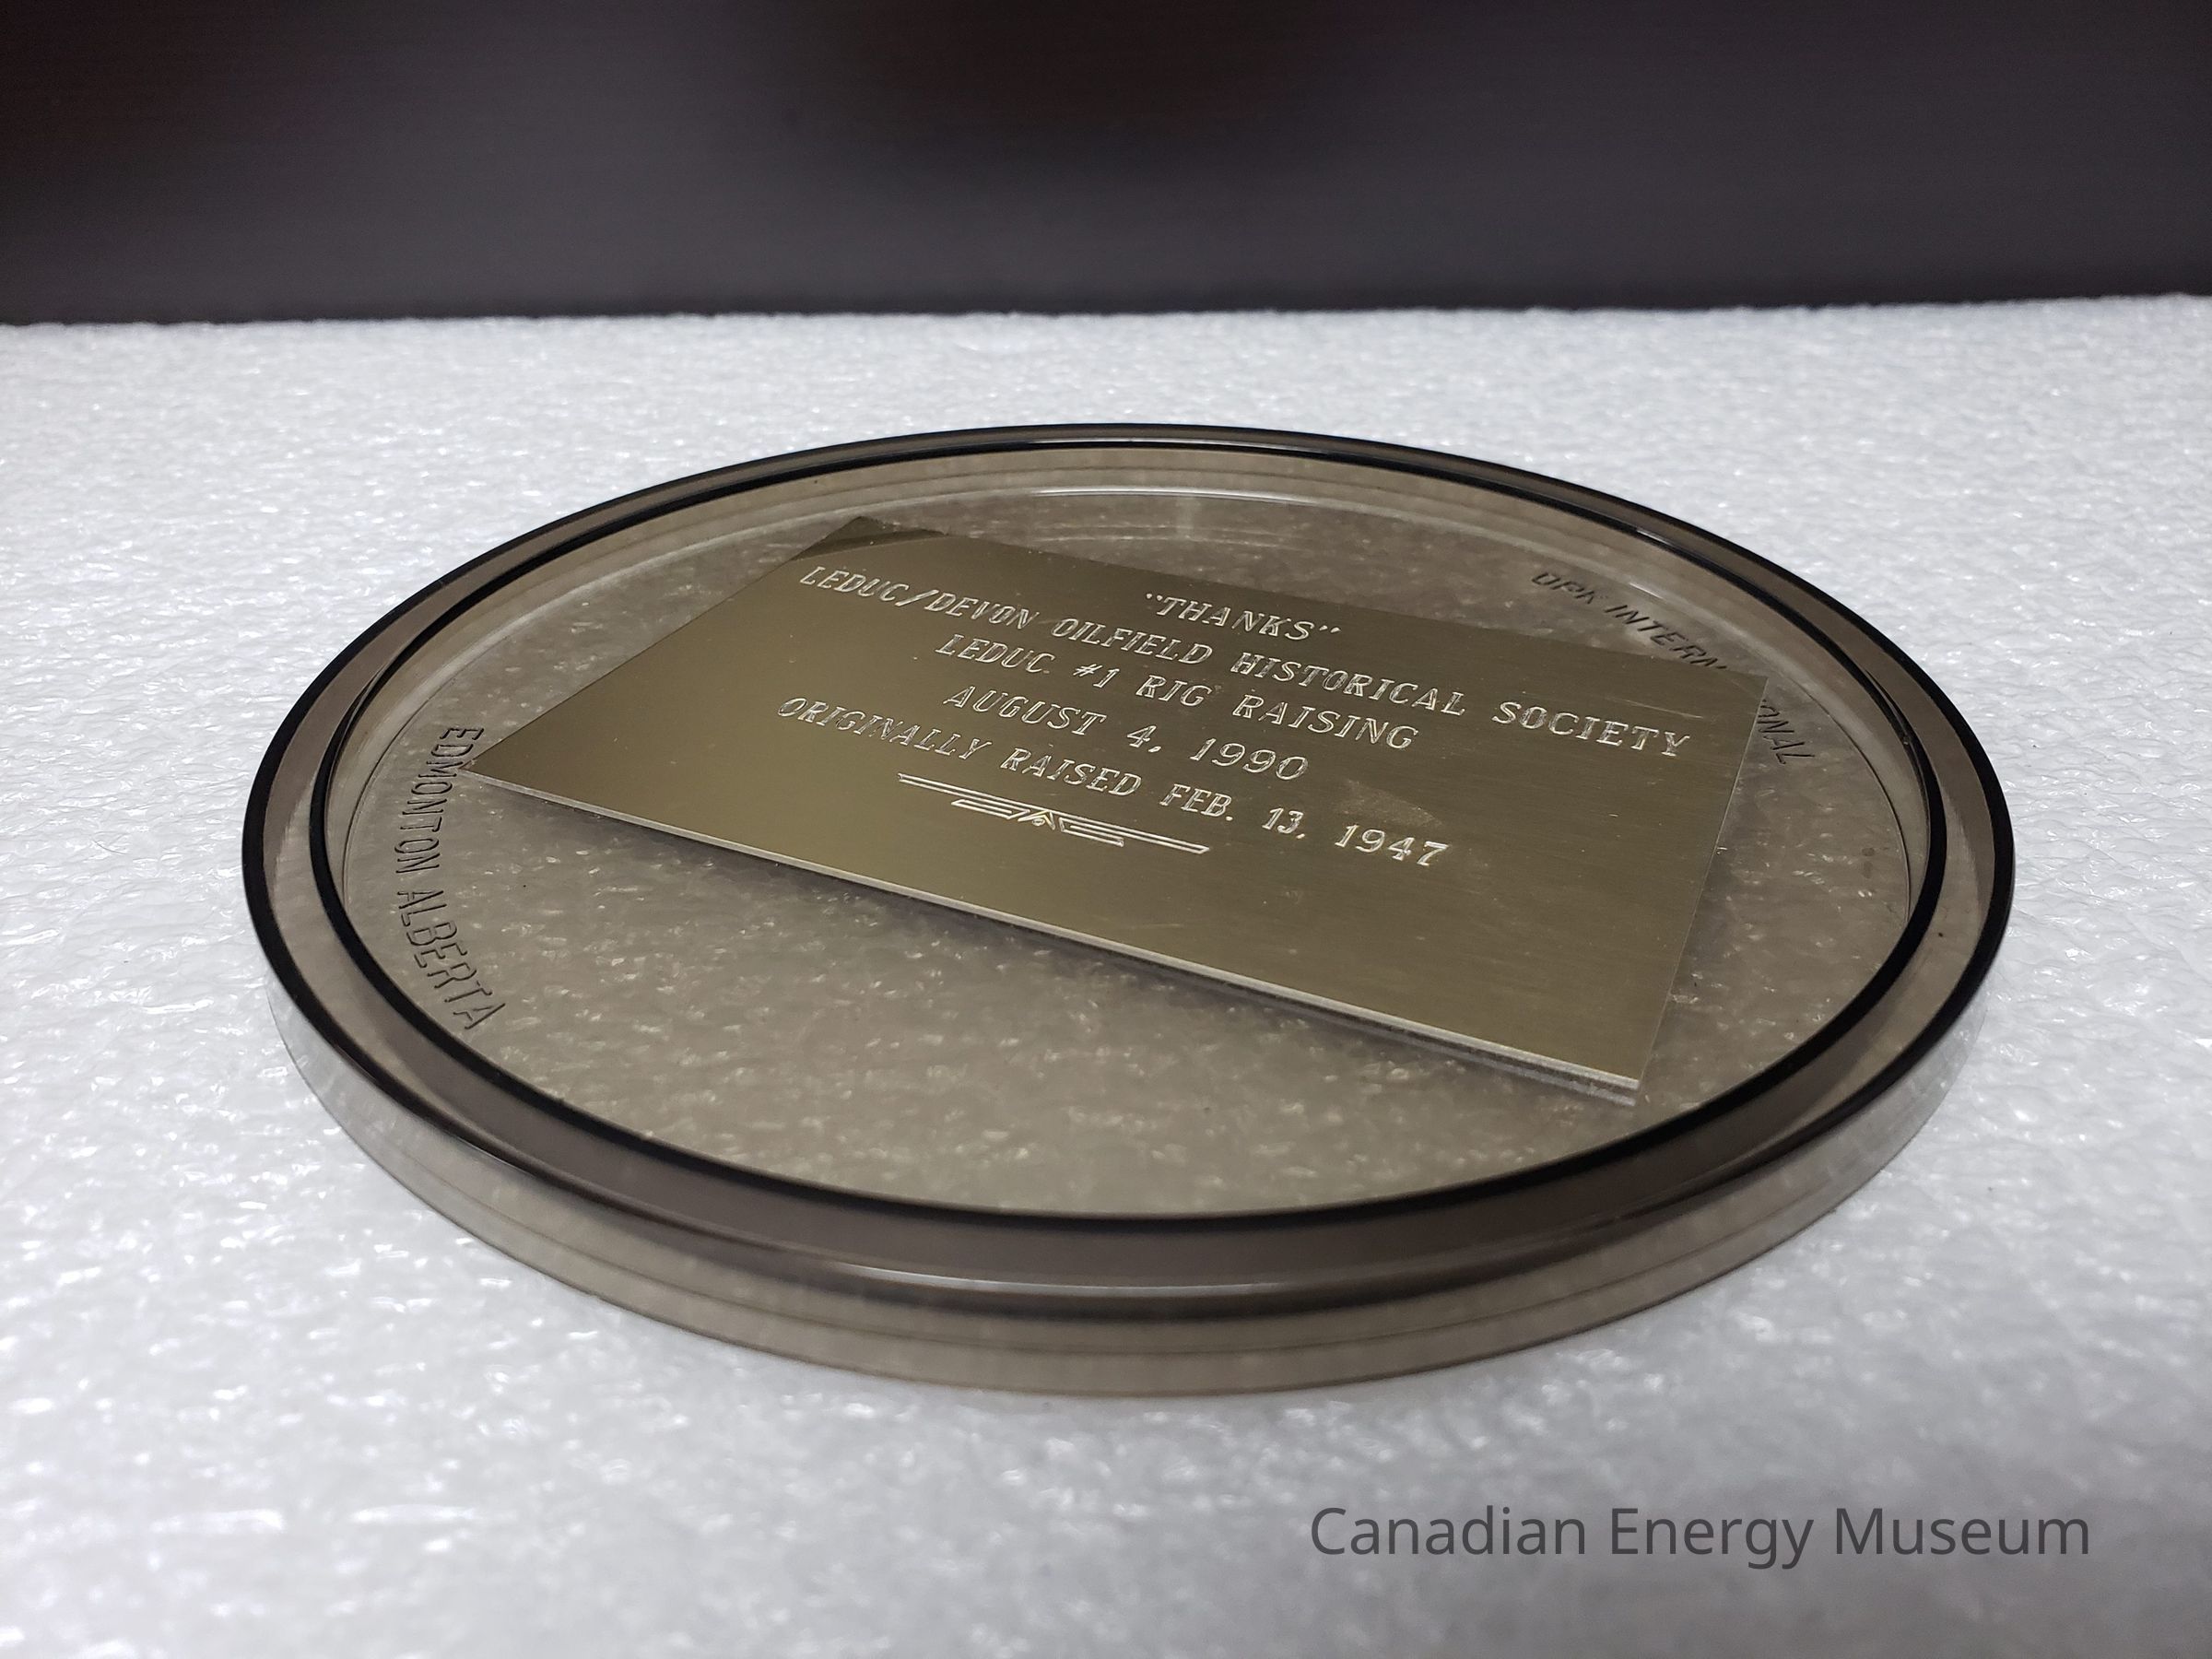 "THANKS"
LEDUC/DEVON OILFIELD HISTORICAL SOCIETY
LEDUC #1 RIG RAISING
AUGUST 4, 1990
ORIGINALLY RAISED FEB. 13, 1947
EDMONTON ALBERTA
Canadian Energy Museum